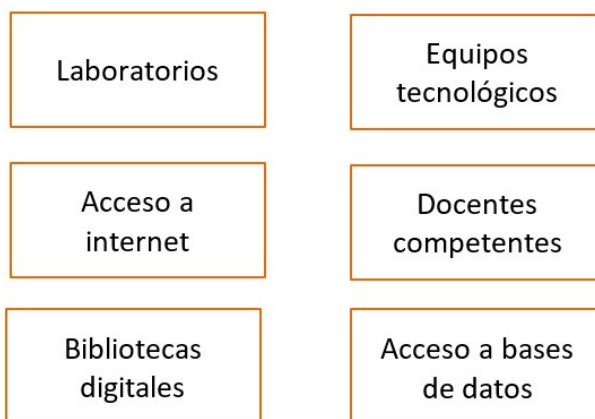 Laboratorios
Equipos
tecnológicos
Acceso a
internet
Docentes
competentes
Bibliotecas
digitales
Acceso a bases
de datos